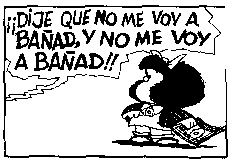 ¡¡DIJE QUE NO ME VOY A
BAÑAD, Y NO ME VOY
A BAÑAD!!